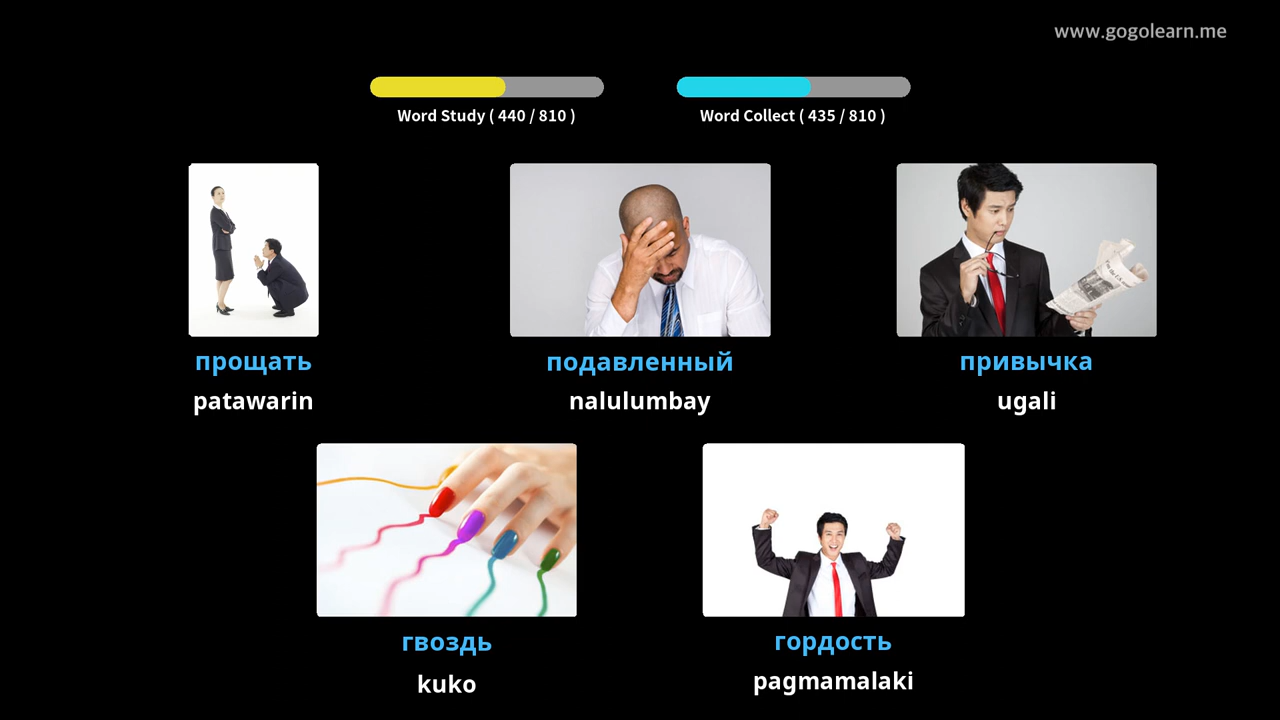 www.gogolearn.me
Word Study ( 440 / 810 )
Word Collect ( 435 / 810 )
прощать
patawarin
подавленный
nalulumbay
привычка
ugali
гвоздь
kuko
гордость
pagmamalaki